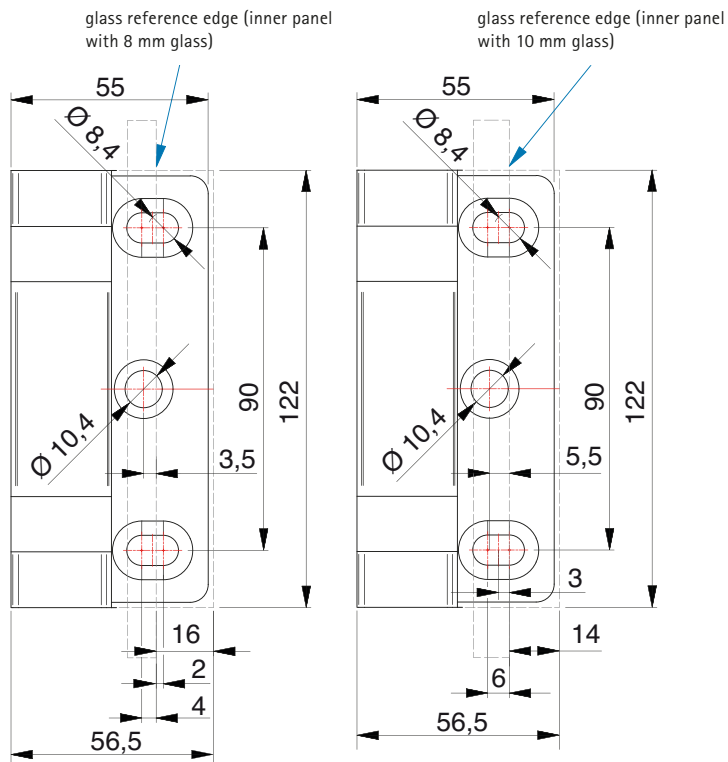 glass reference edge (inner panel
with 8 mm glass)
glass reference edge (inner panel
with 10 mm glass)
55
Ø 8,4
90
122
Ø 10,4
3,5
16
2
4
56,5
55
Ø 8,4
90
122
Ø 10,4
5,5
3
14
6
56,5